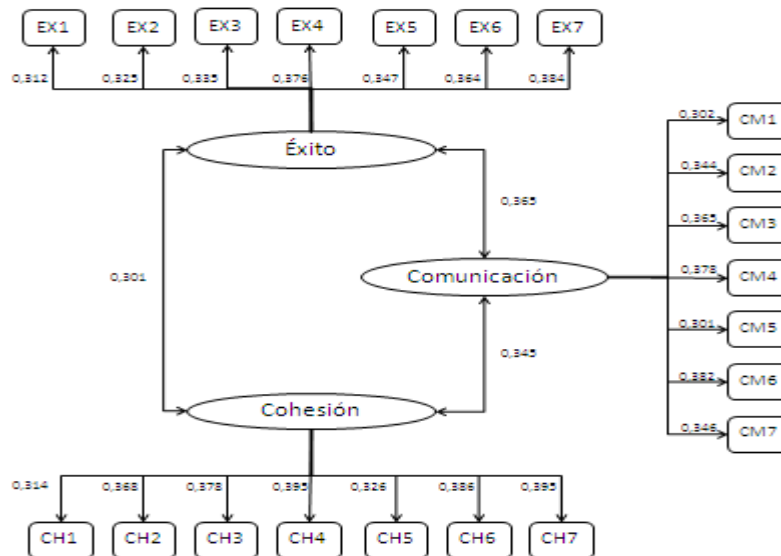 EX1 EX2 EX3 EX4 EX5 EX6 EX7
0,312 0,325 0,335 0,376 0,347 0,364 0,384
Éxito
0,365
0,301
Comunicación
0,345
Cohesión
0,302 CM1
0,344 CM2
0,365 CM3
0,378 CM4
0,301 CM5
0,382 CM6
0,346 CM7
0,314 0,368 0,378 0,395 0,326 0,386 0,395
CH1 CH2 CH3 CH4 CH5 CH6 CH7